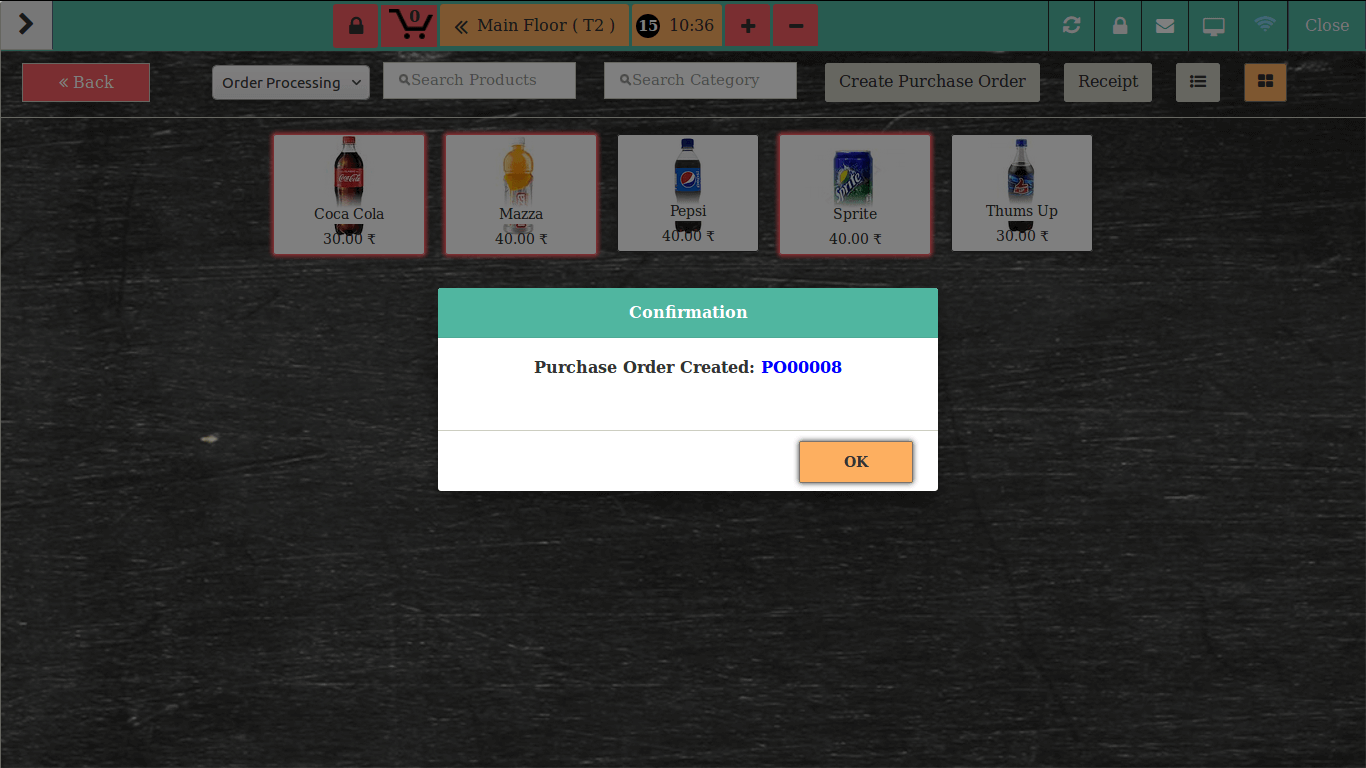 0
Main Floor ( T2 )
15 10:36
Close
Back
Order Processing
Search Products
Search Category
Create Purchase Order
Receipt
Coca Cola
30.00 ₹
Mazza
40.00 ₹
Pepsi
40.00 ₹
Sprite
Sprite
40.00 ₹
Thums Up
30.00 ₹
Confirmation
Purchase Order Created: PO00008
OK